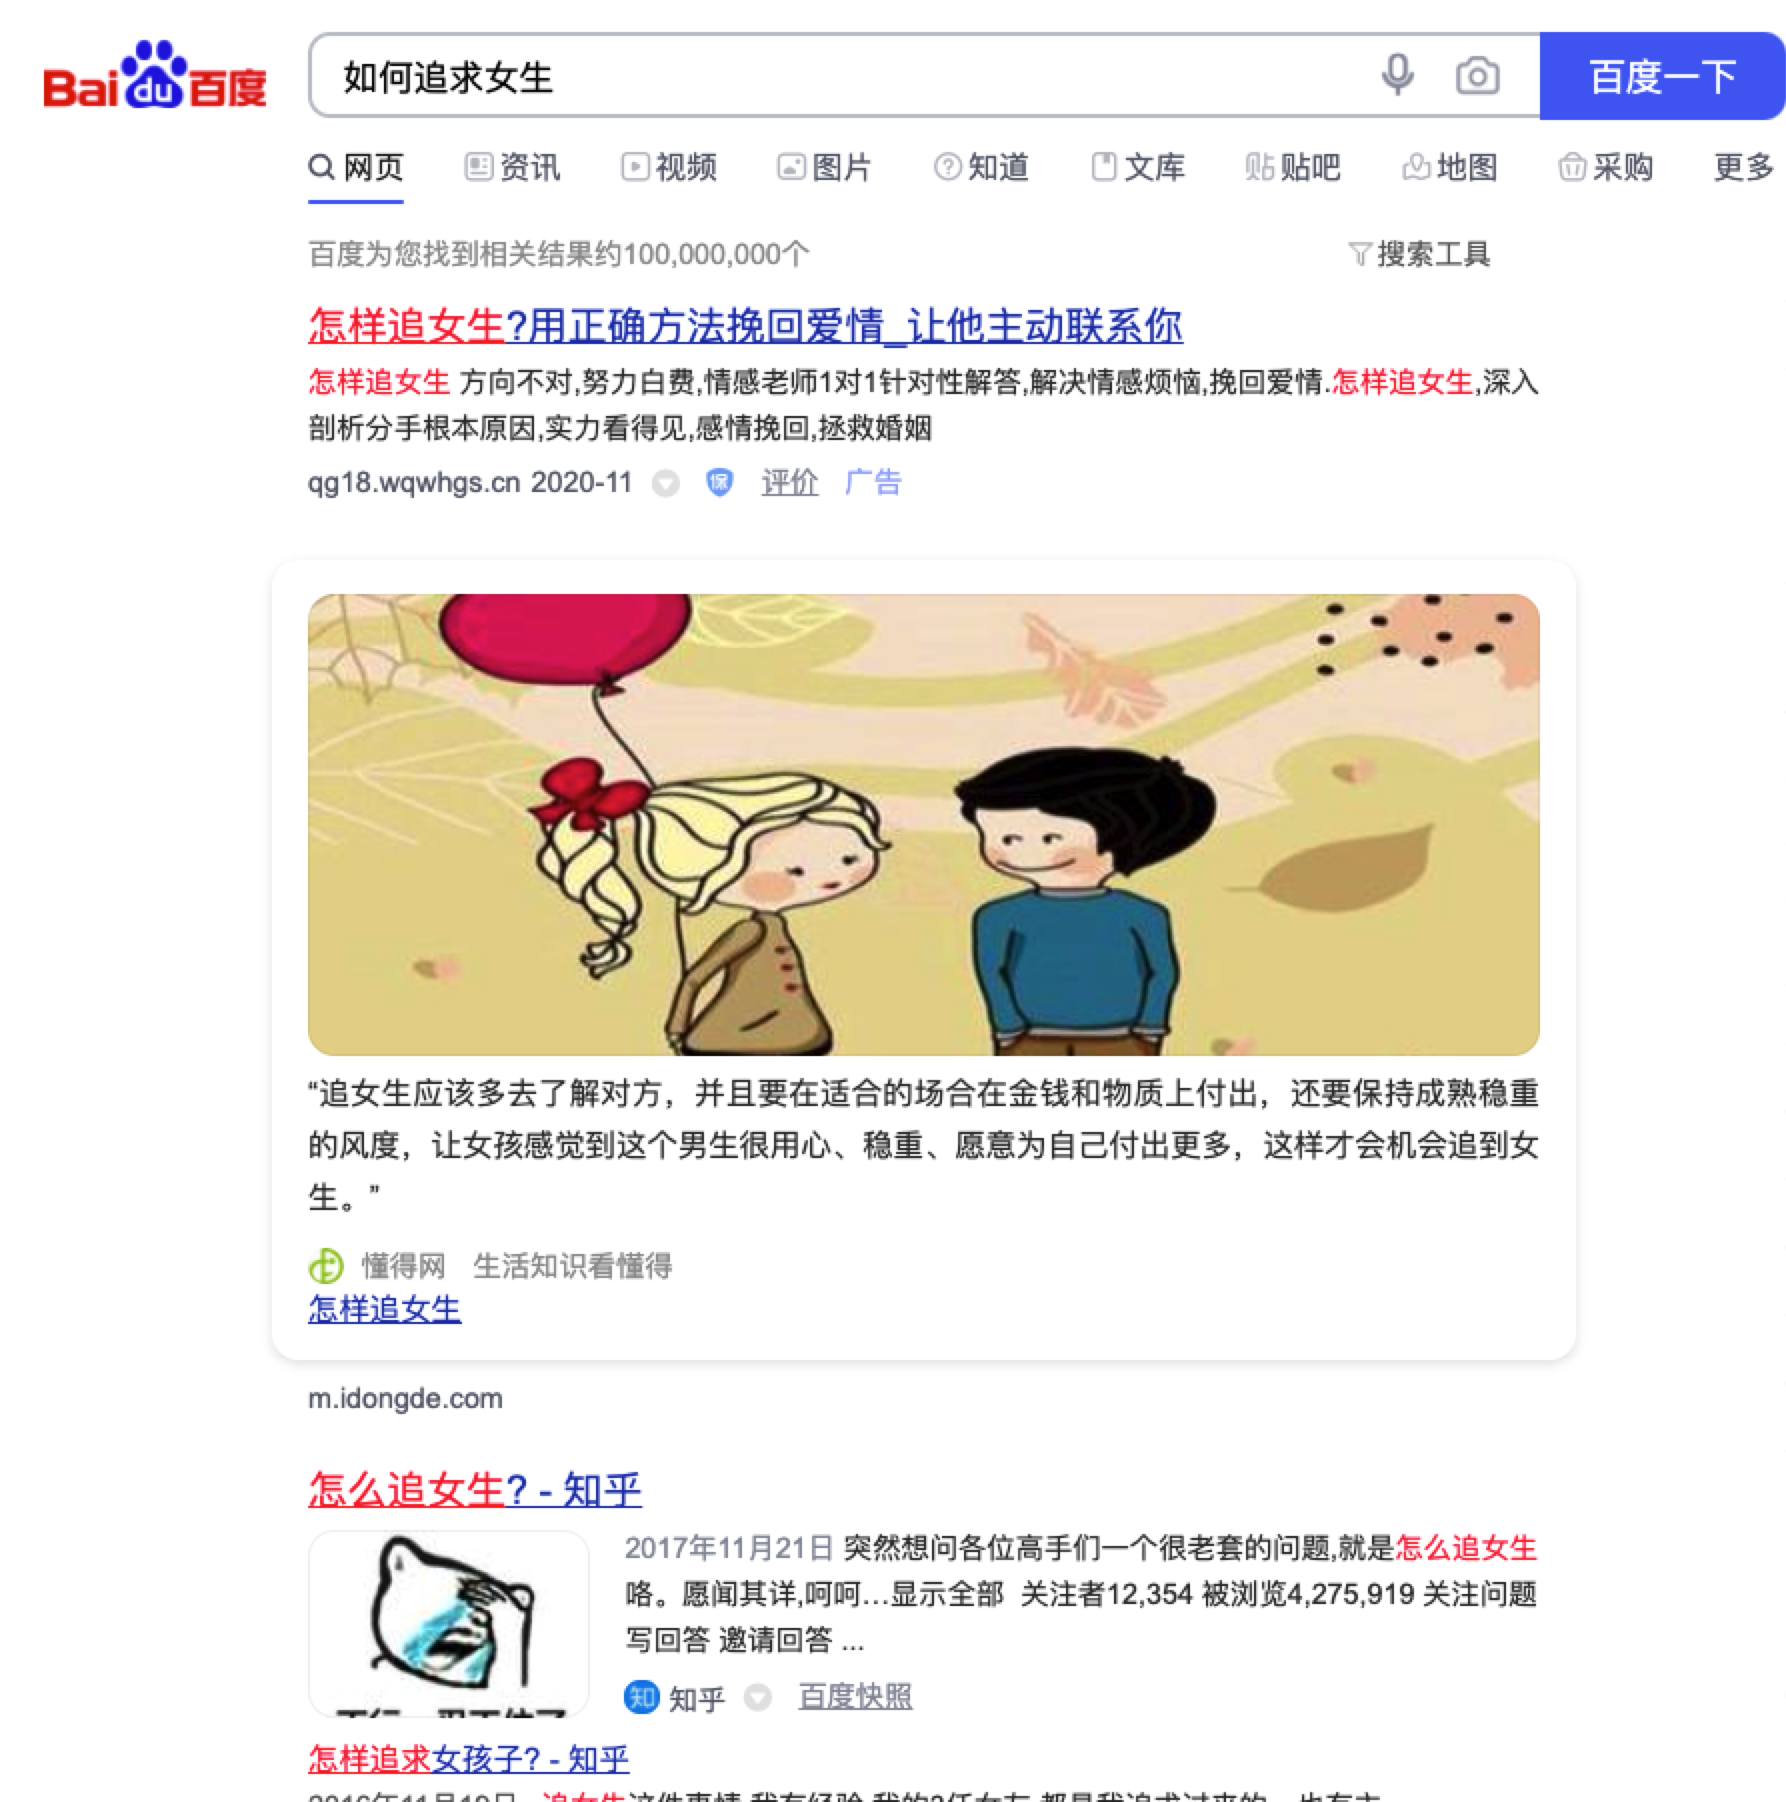 Bai du 百度
如何追求女生
百度一下
网页 资讯 视频 图片 知道 文库 贴 贴吧 地图 采购 更多
百度为您找到相关结果约100,000,000个
搜索工具
怎样追女生?用正确方法挽回爱情_让他主动联系你
怎样追女生 方向不对,努力白费,情感老师1对1针对性解答,解决情感烦恼,挽回爱情.怎样追女生,深入
剖析分手根本原因,实力看得见,感情挽回,拯救婚姻
qg18.wqwhgs.cn 2020-11 保 评价 广告
“追女生应该多去了解对方，并且要在适合的场合在金钱和物质上付出，还要保持成熟稳重
的风度，让女孩感觉到这个男生很用心、稳重、愿意为自己付出更多，这样才会机会追到女
生。”
懂得网 生活知识看懂得
怎样追女生
m.idongde.com
怎么追女生? - 知乎
2017年11月21日 突然想问各位高手们一个很老套的问题,就是怎么追女生
咯。愿闻其详,呵呵...显示全部 关注者12,354 被浏览4,275,919 关注问题
写回答 邀请回答 ...
知 知乎 百度快照
怎样追求女孩子? - 知乎